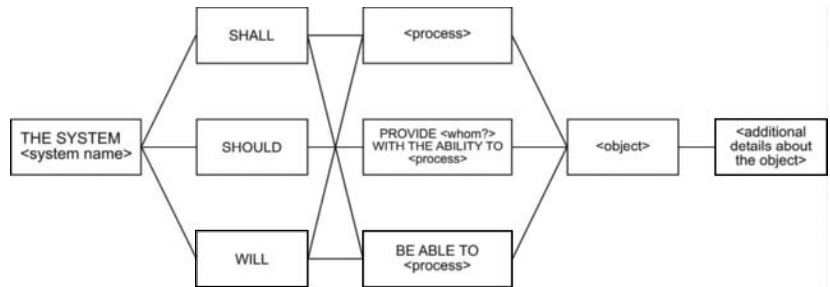 SHALL
<process>
THE SYSTEM
<system name>
SHOULD
PROVIDE <whom?>
WITH THE ABILITY TO
<process>
<object>
<additional
details about
the object>
WILL
BE ABLE TO
<process>